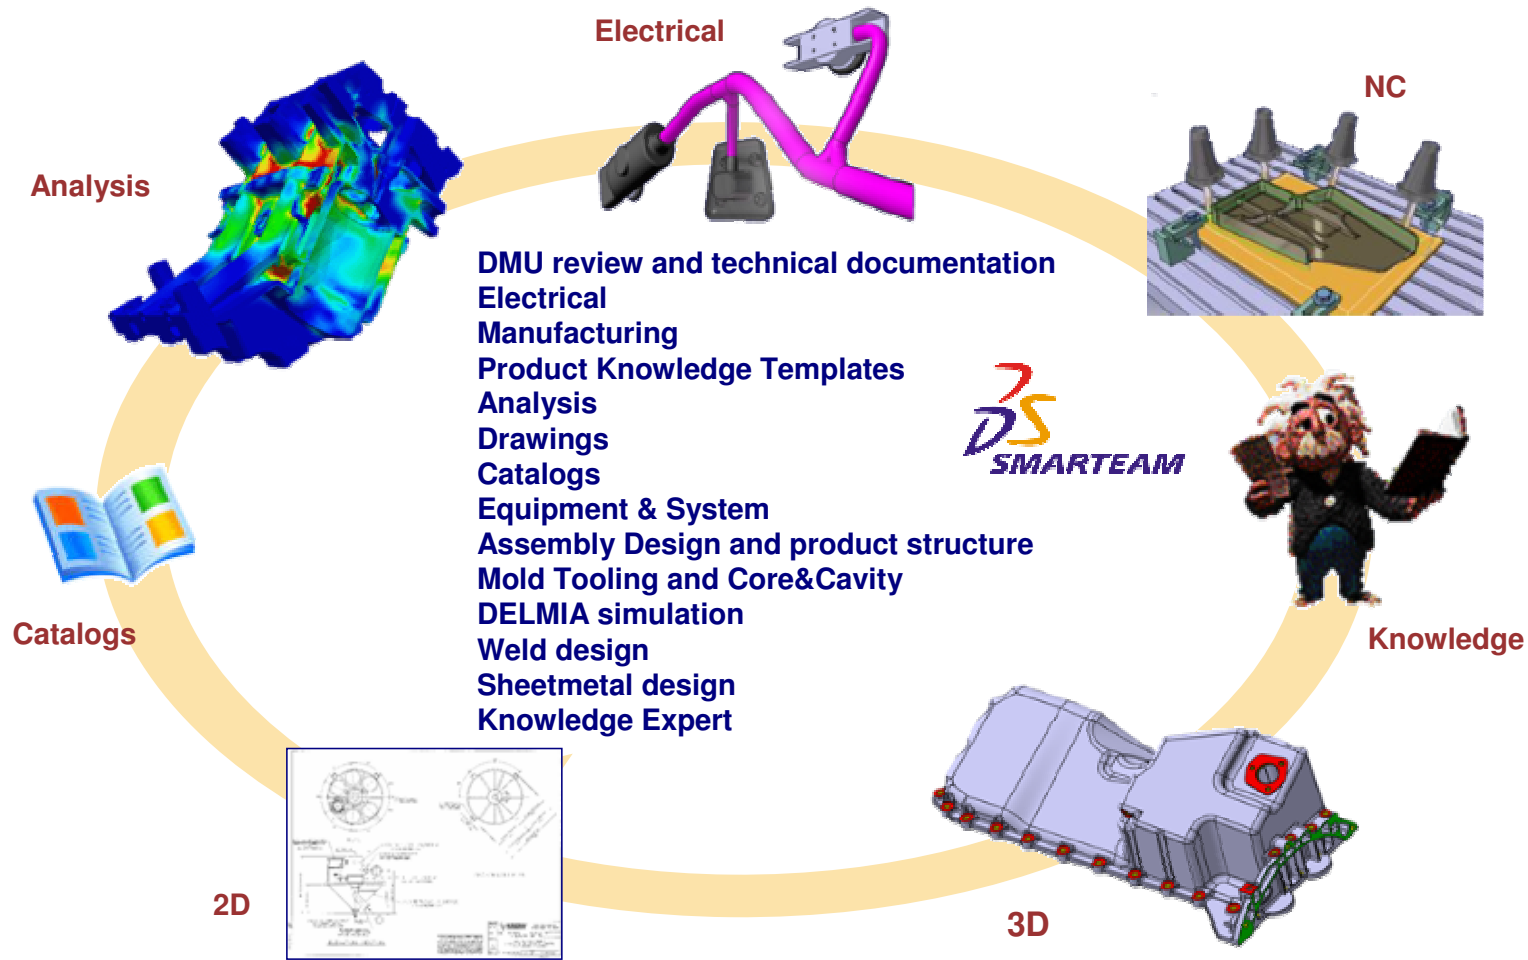 Electrical
NC
Analysis
DMU review and technical documentation
Electrical
Manufacturing
Product Knowledge Templates
Analysis
Drawings
Catalogs
Equipment & System
Assembly Design and product structure
Mold Tooling and Core&Cavity
DELMIA simulation
Weld design
Sheetmetal design
Knowledge Expert
DS
SMARTEAM
Catalogs
Knowledge
2D
3D